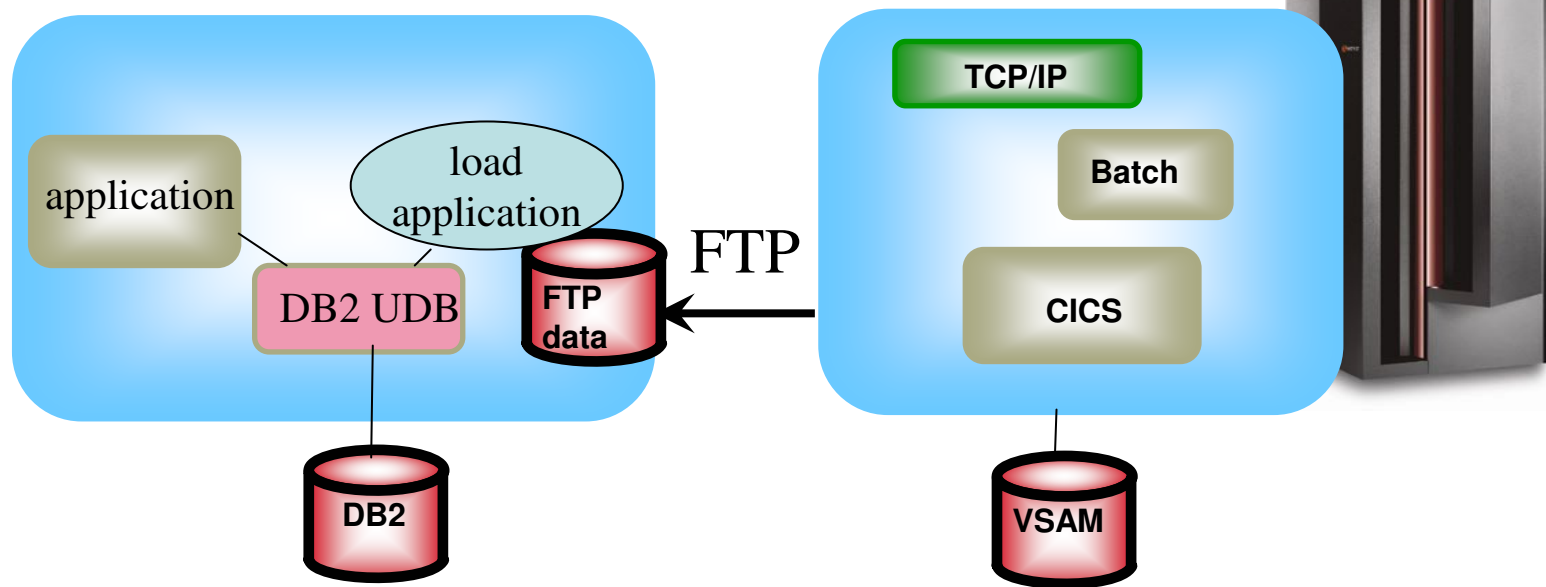 application
load
application
DB2 UDB
FTP
data
DB2
FTP
TCP/IP
Batch
CICS
VSAM